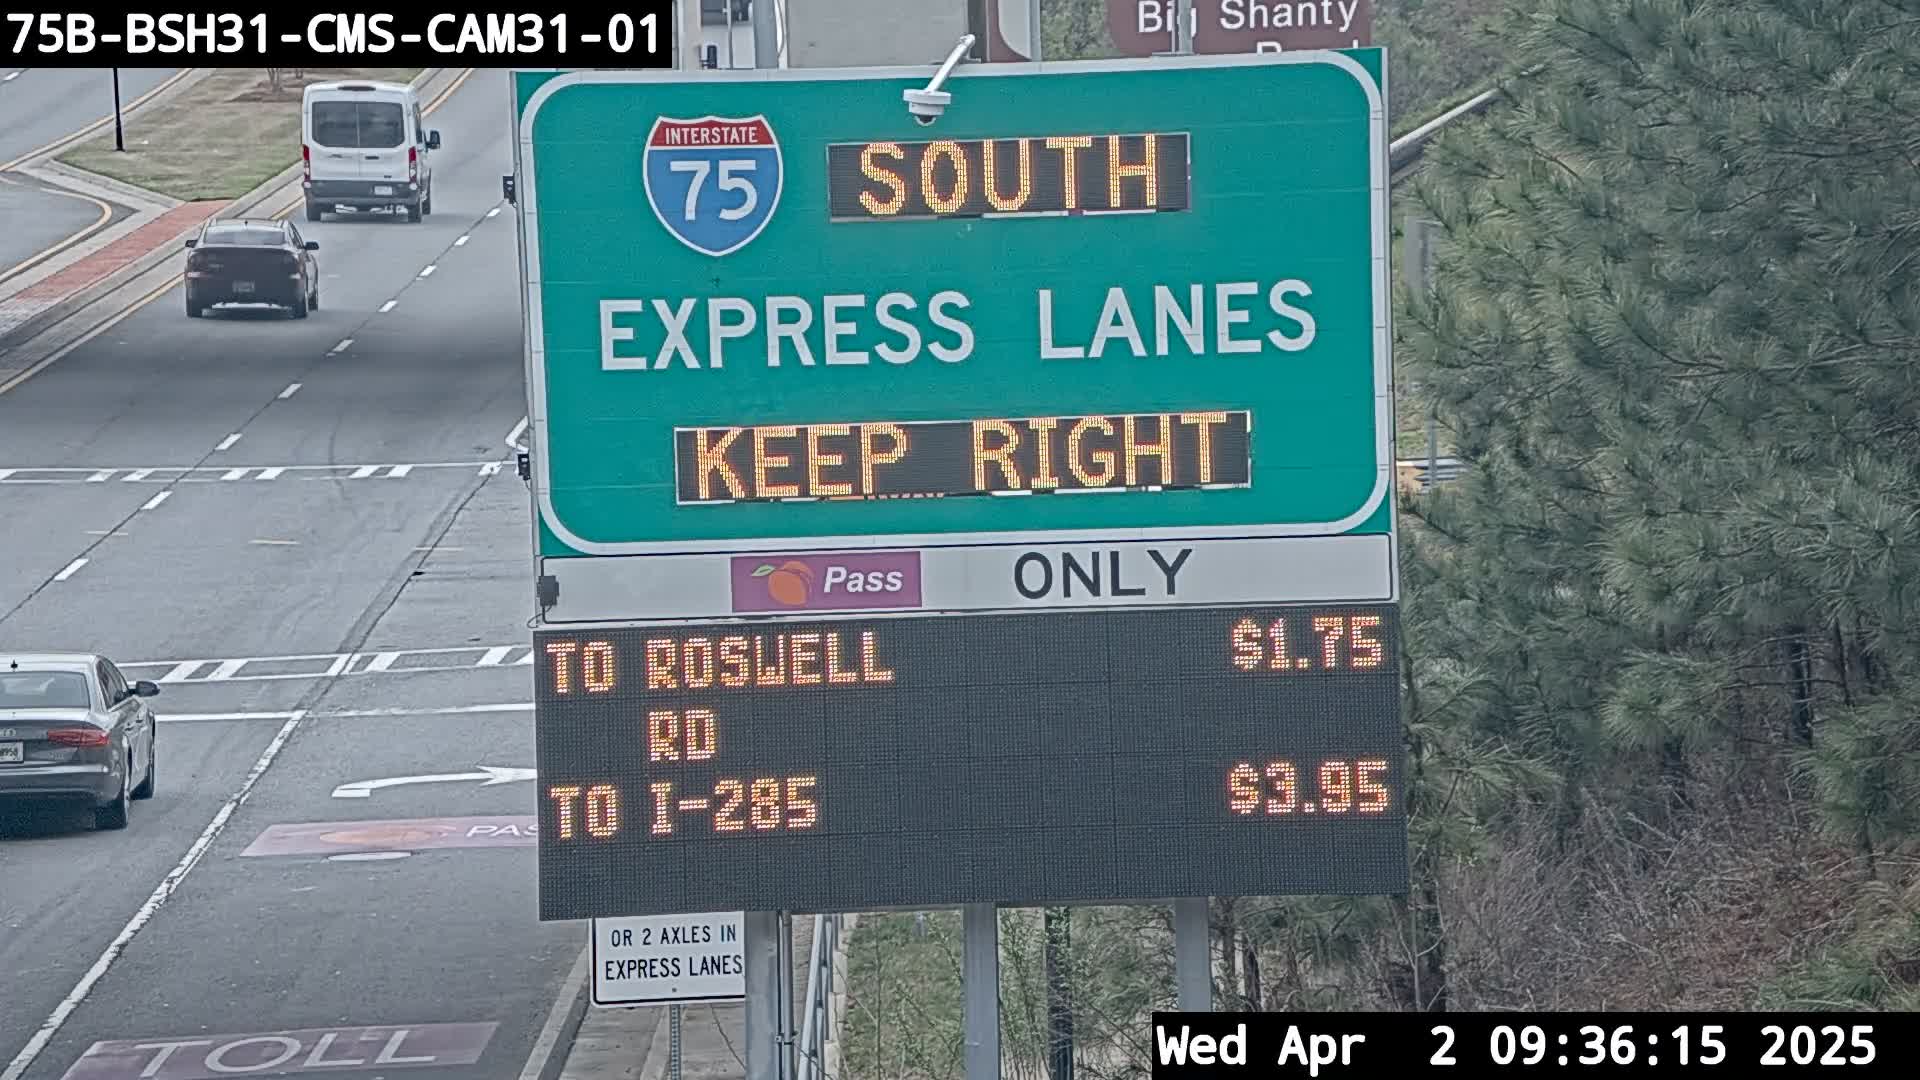 75B-BSH31-CMS-CAM31-01
Big Shanty
Road
INTERSTATE
75
SOUTH
EXPRESS LANES
KEEP RIGHT
Pass ONLY
TO ROSWELL $1.75
RD
TO I-285 $3.95
PAS
OR 2 AXLES IN
EXPRESS LANES
TOLL
Wed Apr 2 09:36:15 2025